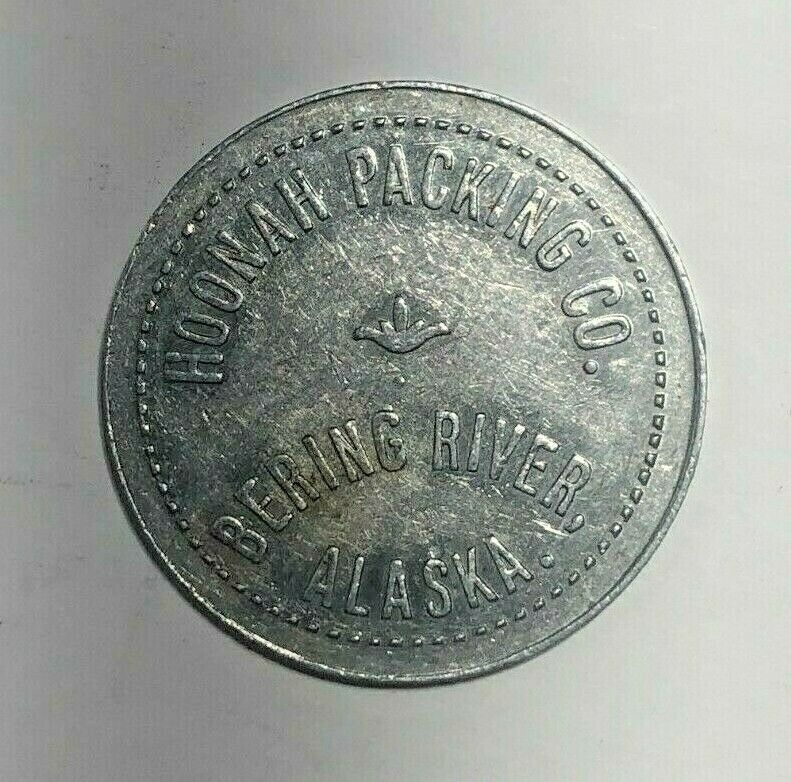 HOONAH PACKING CO.
BERING RIVER,
ALASKA.